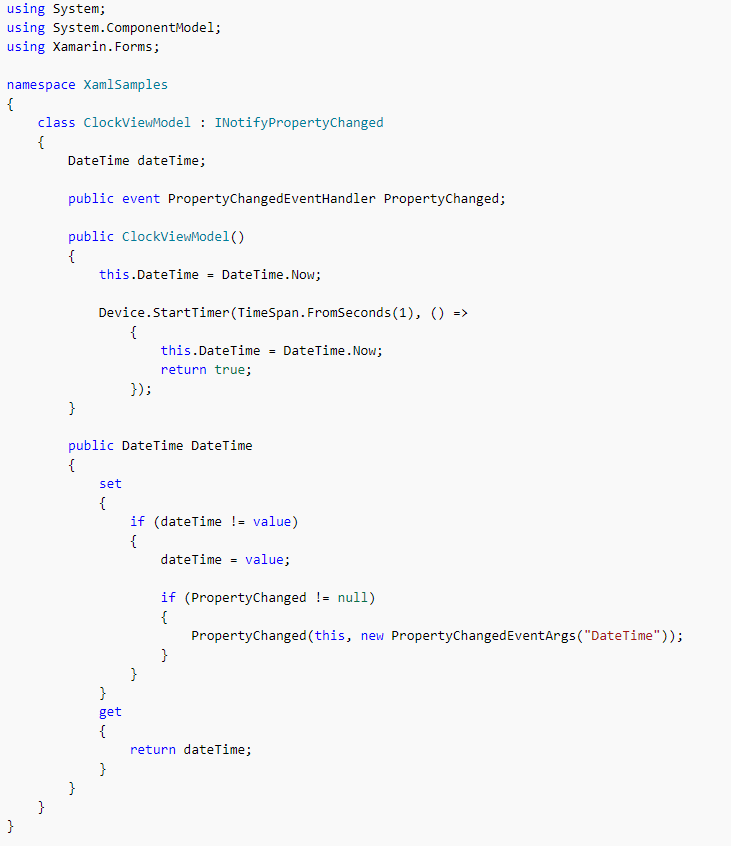 using System;
using System.ComponentModel;
using Xamarin.Forms;

namespace XamlSamples
{
    class ClockViewModel : INotifyPropertyChanged
    {
        DateTime dateTime;

        public event PropertyChangedEventHandler PropertyChanged;

        public ClockViewModel()
        {
            this.DateTime = DateTime.Now;

            Device.StartTimer(TimeSpan.FromSeconds(1), () =>
                {
                    this.DateTime = DateTime.Now;
                    return true;
                });
        }

        public DateTime DateTime
        {
            set
            {
                if (dateTime != value)
                {
                    dateTime = value;

                    if (PropertyChanged != null)
                    {
                        PropertyChanged(this, new PropertyChangedEventArgs("DateTime"));
                    }
                }
            }
            get
            {
                return dateTime;
            }
        }
    }
}